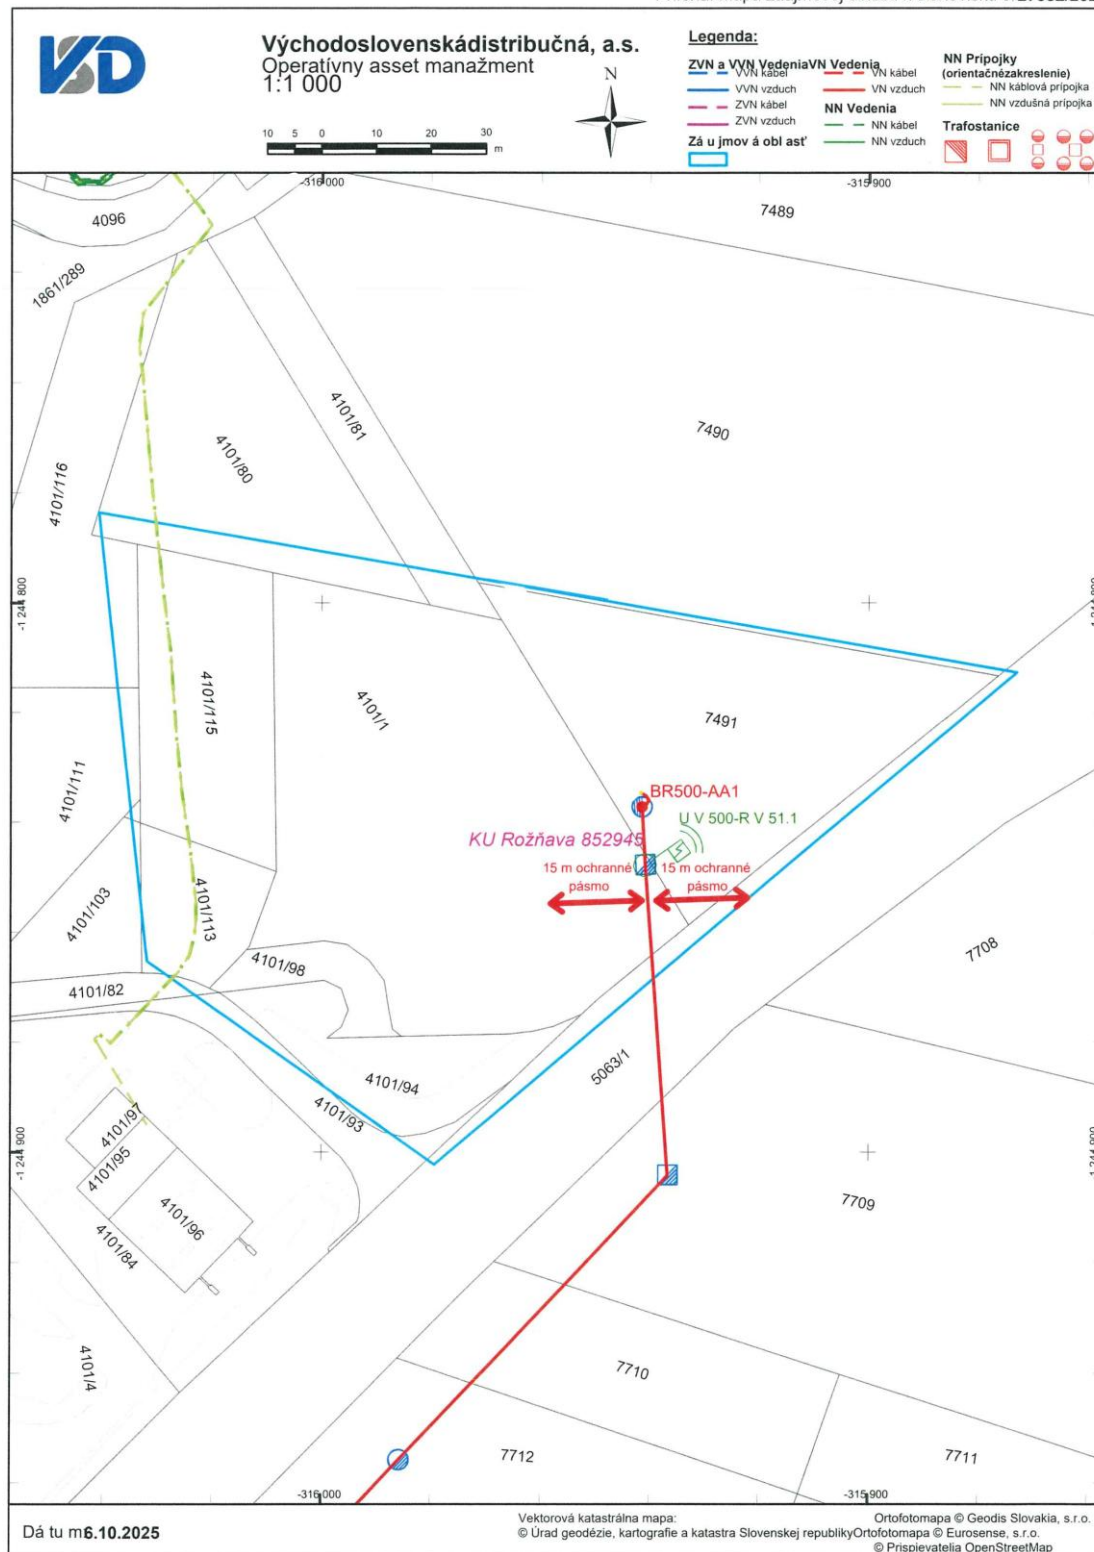 VSD
Východoslovenskádistribučná, a.s.
Operatívny asset manažment
1:1 000
10 5 0 10 20 30
m
N
Legenda:
ZVN a VVN Vedenia
VVN kábel
VVN vzduch
ZVN kábel
ZVN vzduch
Zá u jmov á obl asť
VN Vedenia
VN kábel
VN vzduch
NN Vedenia
NN kábel
NN vzduch
NN Prípojky
(orientačnézakreslenie)
NN káblová prípojka
NN vzdušná prípojka
Trafostanice
-316 000
-315 900
4096
7489
1861/289
4101/81
7490
4101/80
4101/116
-1 244 800
4101/115
4101/1
7491
4101/111
BR500-AA1
U V 500-R V 51.1
KU Rožňava 852945
15 m ochranné
pásmo
15 m ochranné
pásmo
4101/103
4101/113
4101/98
7708
4101/82
5063/1
4101/94
4101/93
4101/97
-1 244 900
4101/95
4101/96
4101/84
7709
4101/4
7710
7712
7711
-316 000
-315 900
Dá tu m6.10.2025
Vektorová katastrálna mapa:
© Úrad geodézie, kartografie a katastra Slovenskej republikyOrtofotomapa © Eurosense, s.r.o.
Ortofotomapa © Geodis Slovakia, s.r.o.
© Prispievatelia OpenStreetMap